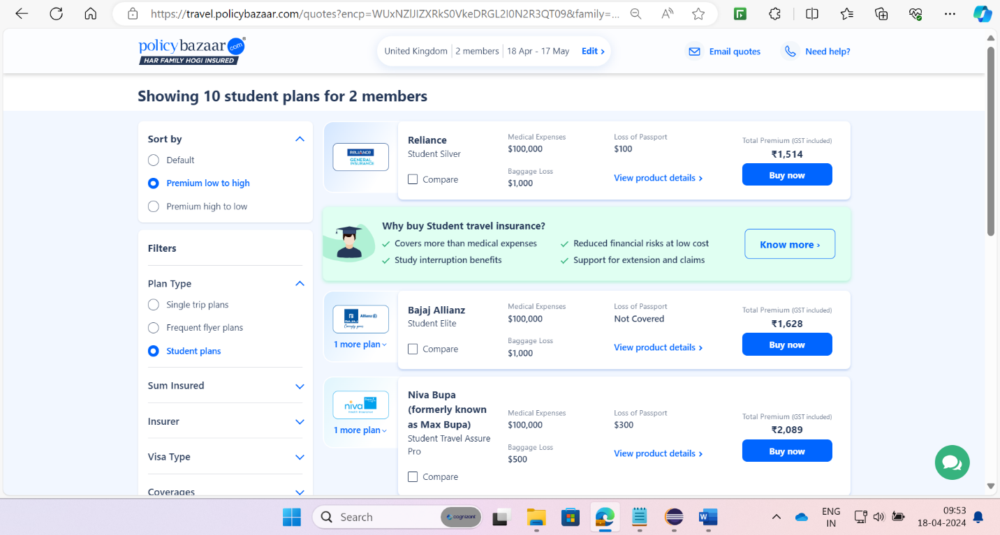 https://travel.policybazaar.com/quotes?encp=WUxNZlJIZXRkS0VkeDRGL2I0N2R3QT09&family=...
policybazaar.com
HAR FAMILY HOGI INSURED
United Kingdom 2 members 18 Apr - 17 May Edit ›
Email quotes
Need help?
Showing 10 student plans for 2 members
Sort by
Default
Premium low to high
Premium high to low
Filters
Plan Type
Single trip plans
Frequent flyer plans
Student plans
Sum Insured
Insurer
Visa Type
Coverages
RELIANCE
GENERAL
INSURANCE
Reliance
Student Silver
Compare
Medical Expenses
$100,000
Baggage Loss
$1,000
Loss of Passport
$100
View product details ›
Total Premium (GST included)
₹1,514
Buy now
Why buy Student travel insurance?
Covers more than medical expenses
Reduced financial risks at low cost
Study interruption benefits
Support for extension and claims
Know more ›
B
BAJAJ Allianz
1 more plan
Bajaj Allianz
Student Elite
Compare
Medical Expenses
$100,000
Baggage Loss
$1,000
Loss of Passport
Not Covered
View product details ›
Total Premium (GST included)
₹1,628
Buy now
niva
1 more plan
Niva Bupa
(formerly known
as Max Bupa)
Student Travel Assure
Pro
Compare
Medical Expenses
$100,000
Baggage Loss
$500
Loss of Passport
$300
View product details ›
Total Premium (GST included)
₹2,089
Buy now
Search
cognizant
W
ENG
IN
09:53
18-04-2024